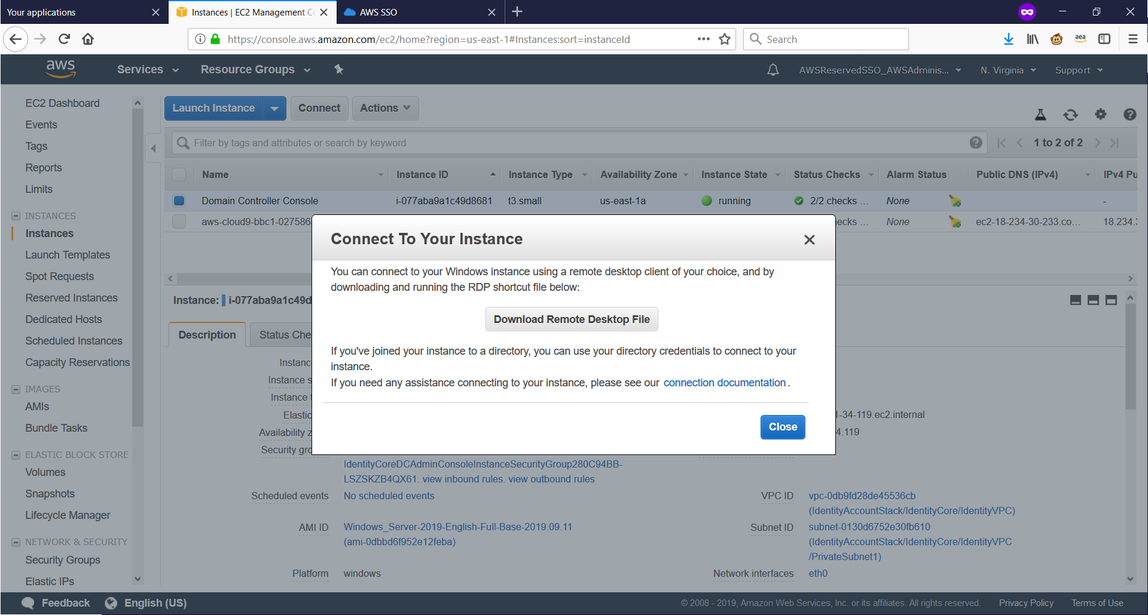 Your applications
Instances | EC2 Management C
AWS SSO
https://console.aws.amazon.com/ec2/home?region=us-east-1#Instances:sort=instanceId
Search
aea
aws
Services
Resource Groups
AWSReservedSSO_AWSAdminis...
N. Virginia
Support
EC2 Dashboard
Events
Tags
Reports
Limits
INSTANCES
Instances
Launch Templates
Spot Requests
Reserved Instances
Dedicated Hosts
Scheduled Instances
Capacity Reservations
IMAGES
AMIs
Bundle Tasks
ELASTIC BLOCK STORE
Volumes
Snapshots
Lifecycle Manager
NETWORK & SECURITY
Security Groups
Elastic IPs
Launch Instance
Connect
Actions
Filter by tags and attributes or search by keyword
1 to 2 of 2
Name Instance ID Instance Type Availability Zone Instance State Status Checks Alarm Status Public DNS (IPv4) IPv4 Pu
Domain Controller Console i-077aba9a1c49d8681 t3 small us-east-1a running 2/2 checks ... None -
aws-cloud9-bbc1-027586 ecks ... None ec2-18-234-30-233.co... 18.234.
Connect To Your Instance
You can connect to your Windows instance using a remote desktop client of your choice, and by
downloading and running the RDP shortcut file below:
Download Remote Desktop File
If you've joined your instance to a directory, you can use your directory credentials to connect to your
instance.
If you need any assistance connecting to your instance, please see our connection documentation.
Close
Instance: i-077aba9a1c49d
Description
Status Che
Instanc
Instance s
Instance
Elastic
Availability z
Security gro
1-34-119.ec2.internal
4.119
IdentityCoreDCAdminConsoleInstanceSecurityGroup280C94BB-
LSZSKZB4QX61. view inbound rules. view outbound rules
Scheduled events No scheduled events
VPC ID vpc-0db9fd28de45536cb
(IdentityAccountStack/IdentityCore/IdentityVPC)
AMI ID Windows_Server-2019-English-Full-Base-2019.09.11
(ami-0dbbd6f952e12feba)
Subnet ID subnet-0130d6752e30fb610
(IdentityAccountStack/IdentityCore/IdentityVPC
/PrivateSubnet1)
Platform windows
Network interfaces eth0
Feedback
English (US)
© 2008 - 2019, Amazon Web Services, Inc. or its affiliates. All rights reserved.
Privacy Policy
Terms of Use